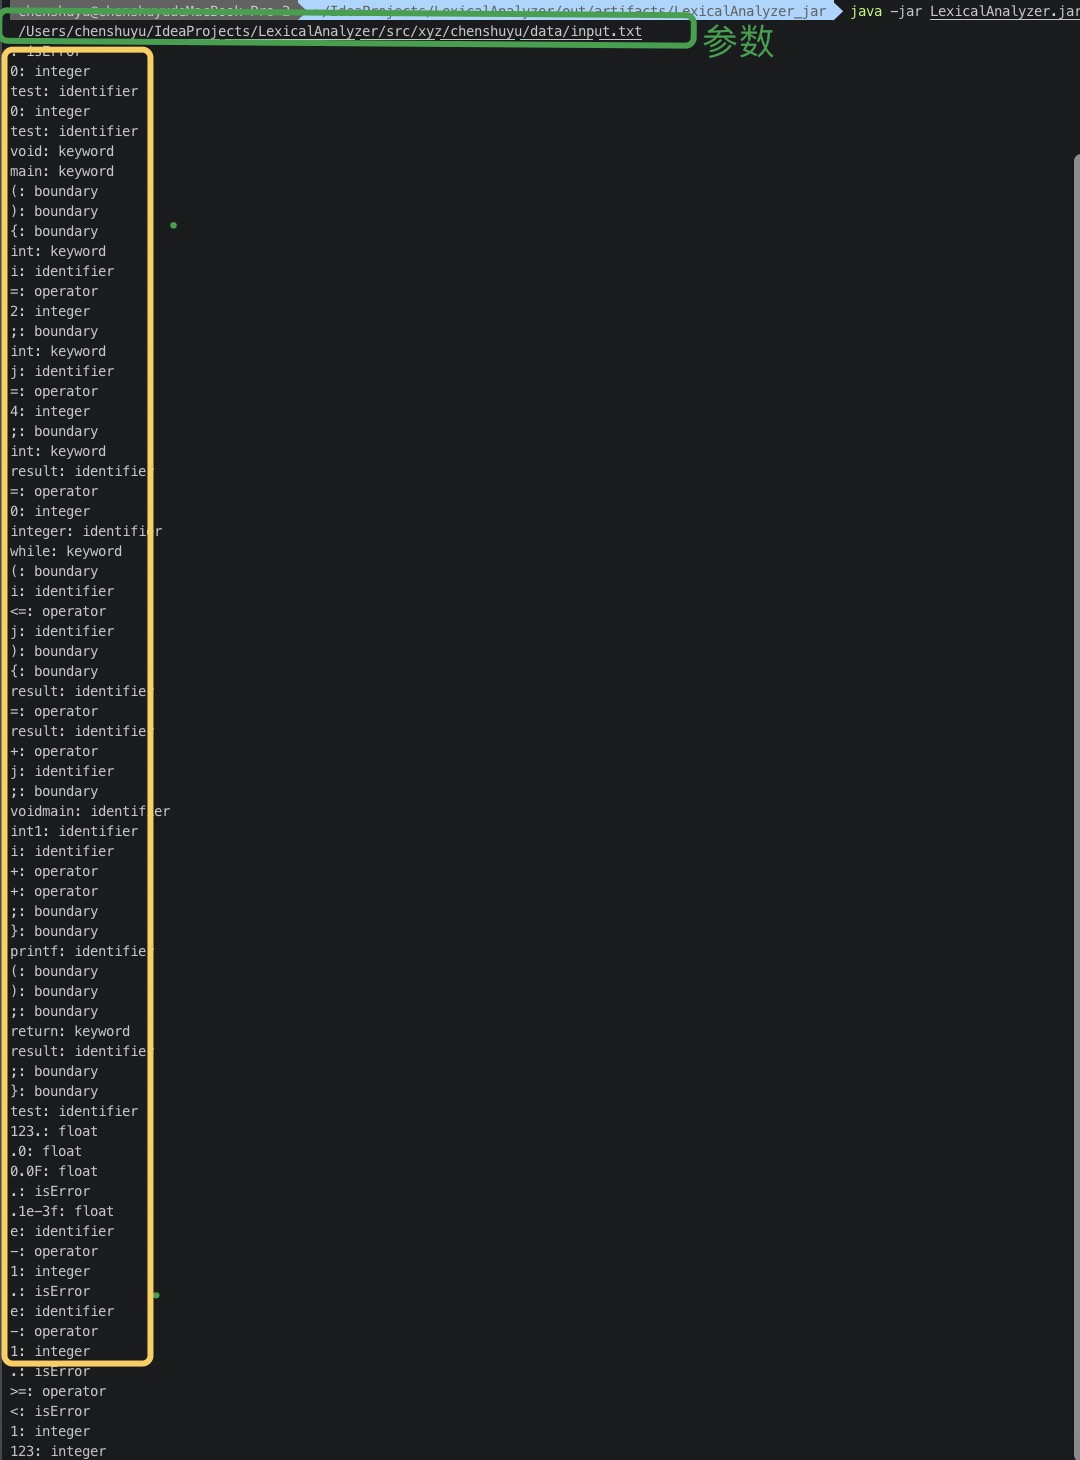 chenshuyu@chenshuyudeMacBook-Pro-2 ~/IdeaProjects/LexicalAnalyzer/out/artifacts/LexicalAnalyzer_jar java -jar LexicalAnalyzer.jar
/Users/chenshuyu/IdeaProjects/LexicalAnalyzer/src/xyz/chenshuyu/data/input.txt 参数
: isError
0: integer
test: identifier
0: integer
test: identifier
void: keyword
main: keyword
(: boundary
): boundary
{: boundary
int: keyword
i: identifier
=: operator
2: integer
;: boundary
int: keyword
j: identifier
=: operator
4: integer
;: boundary
int: keyword
result: identifier
=: operator
0: integer
integer: identifier
while: keyword
(: boundary
i: identifier
<=: operator
j: identifier
): boundary
{: boundary
result: identifier
=: operator
result: identifier
+: operator
j: identifier
;: boundary
voidmain: identifier
int1: identifier
i: identifier
+: operator
+: operator
;: boundary
}: boundary
printf: identifier
(: boundary
): boundary
;: boundary
return: keyword
result: identifier
;: boundary
}: boundary
test: identifier
123.: float
.0: float
0.0F: float
.: isError
.1e-3f: float
e: identifier
-: operator
1: integer
.: isError
e: identifier
-: operator
1: integer
.: isError
>=: operator
<: isError
1: integer
123: integer